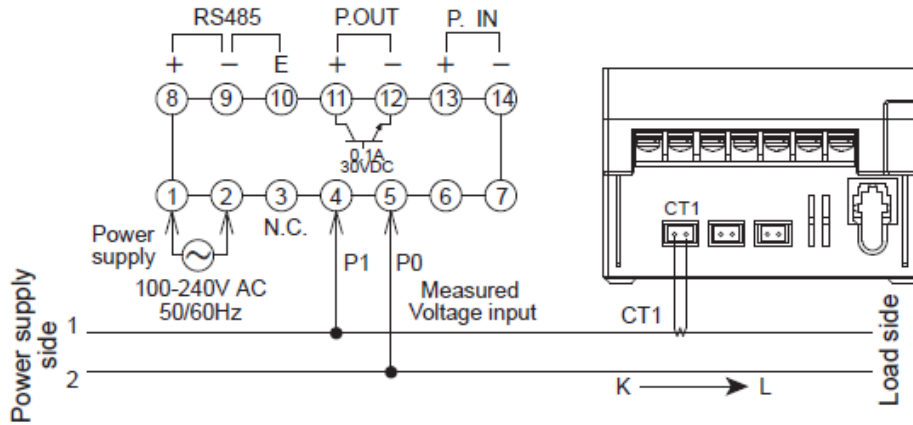 RS485 P.OUT P. IN
+ − E + − + −
8 9 10 11 12 13 14
0.1A
30VDC
1 2 3 4 5 6 7
N.C.
CT1
Power
supply
100-240V AC
50/60Hz
P1 P0
Measured
Voltage input
CT1
Power supply
side
1
2
K L
Load side